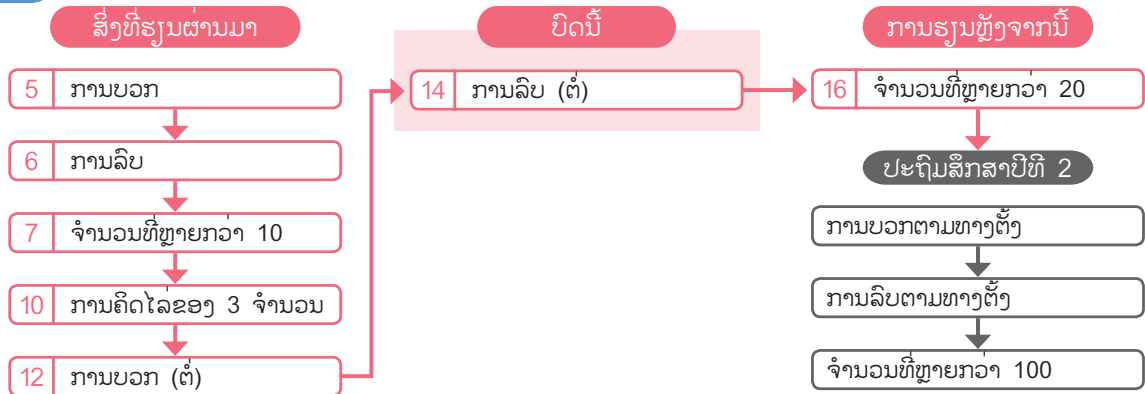 ສິ່ງທີ່ຮຽນຜ່ານມາ
5 ການບວກ
6 ການລົບ
7 ຈຳນວນທີ່ຫຼາຍກວ່າ 10
10 ການຄິດໄລ່ຂອງ 3 ຈຳນວນ
12 ການບວກ (ຕໍ່)
ບົດນີ້
14 ການລົບ (ຕໍ່)
ການຮຽນຫຼັງຈາກນີ້
16 ຈຳນວນທີ່ຫຼາຍກວ່າ 20
ປະຖົມສຶກສາປີທີ 2
ການບວກຕາມທາງຕັ້ງ
ການລົບຕາມທາງຕັ້ງ
ຈຳນວນທີ່ຫຼາຍກວ່າ 100